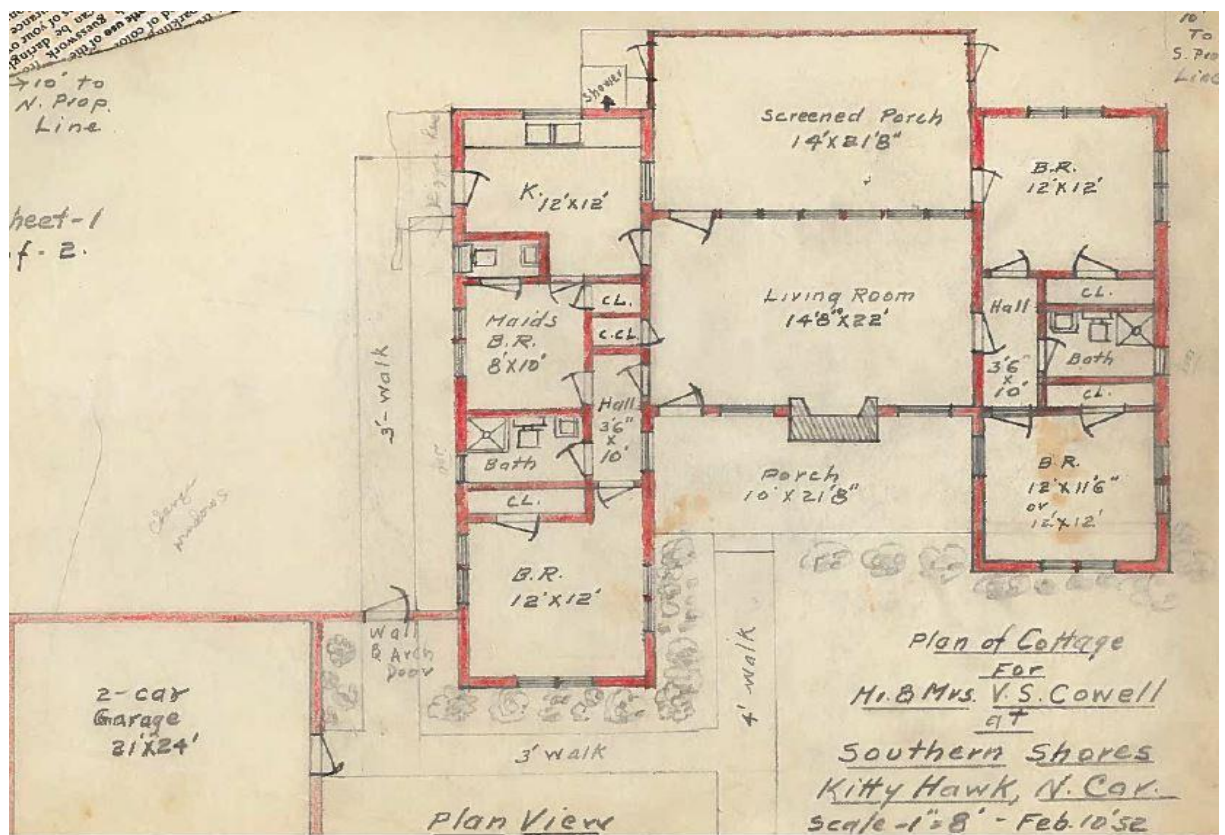 →10' to
N. Prop.
Line
10'
To
S. Pro
Line
heet-1
f-2.
Shower
Screened Porch
14'X21'8"
K.
12'X12'
B.R.
12'X12'
CL.
C.CL.
Maids
B.R.
8'X10'
Living Room
14'8"X22'
Hall
3'6"
x
10'
CL.
Bath
CL.
3'-walk
Hall
3'6"
x
10'
Bath
CL.
Porch
10'X21'8"
B.R.
12'X11'6"
or
12'X12'
Change
windows
B.R.
12'X12'
Wall
& Arch
Door
2-car
Garage
21'X24'
3' walk
4' walk
Plan View
Plan of Cottage
For
Mr. & Mrs. V.S. Cowell
at
Southern Shores
Kitty Hawk, N. Car.
Scale-1"=8' - Feb. 10'52